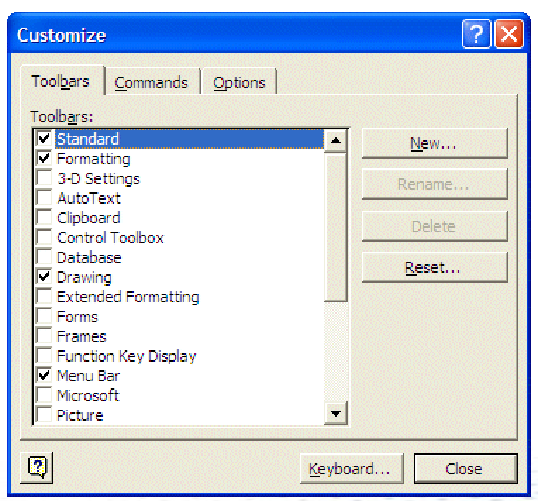 Customize
Toolbars Commands Options
Toolbars:
Standard
Formatting
3-D Settings
AutoText
Clipboard
Control Toolbox
Database
Drawing
Extended Formatting
Forms
Frames
Function Key Display
Menu Bar
Microsoft
Picture
New...
Rename...
Delete
Reset...
Keyboard...
Close